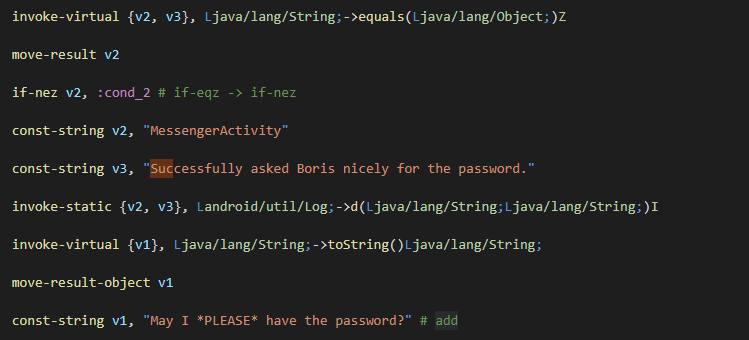 invoke-virtual {v2, v3}, Ljava/lang/String;->equals(Ljava/lang/Object;)Z
move-result v2
if-nez v2, :cond_2 # if-eqz -> if-nez
const-string v2, "MessengerActivity"
const-string v3, "Successfully asked Boris nicely for the password."
invoke-static {v2, v3}, Landroid/util/Log;->d(Ljava/lang/String;Ljava/lang/String;)I
invoke-virtual {v1}, Ljava/lang/String;->toString()Ljava/lang/String;
move-result-object v1
const-string v1, "May I *PLEASE* have the password?" # add